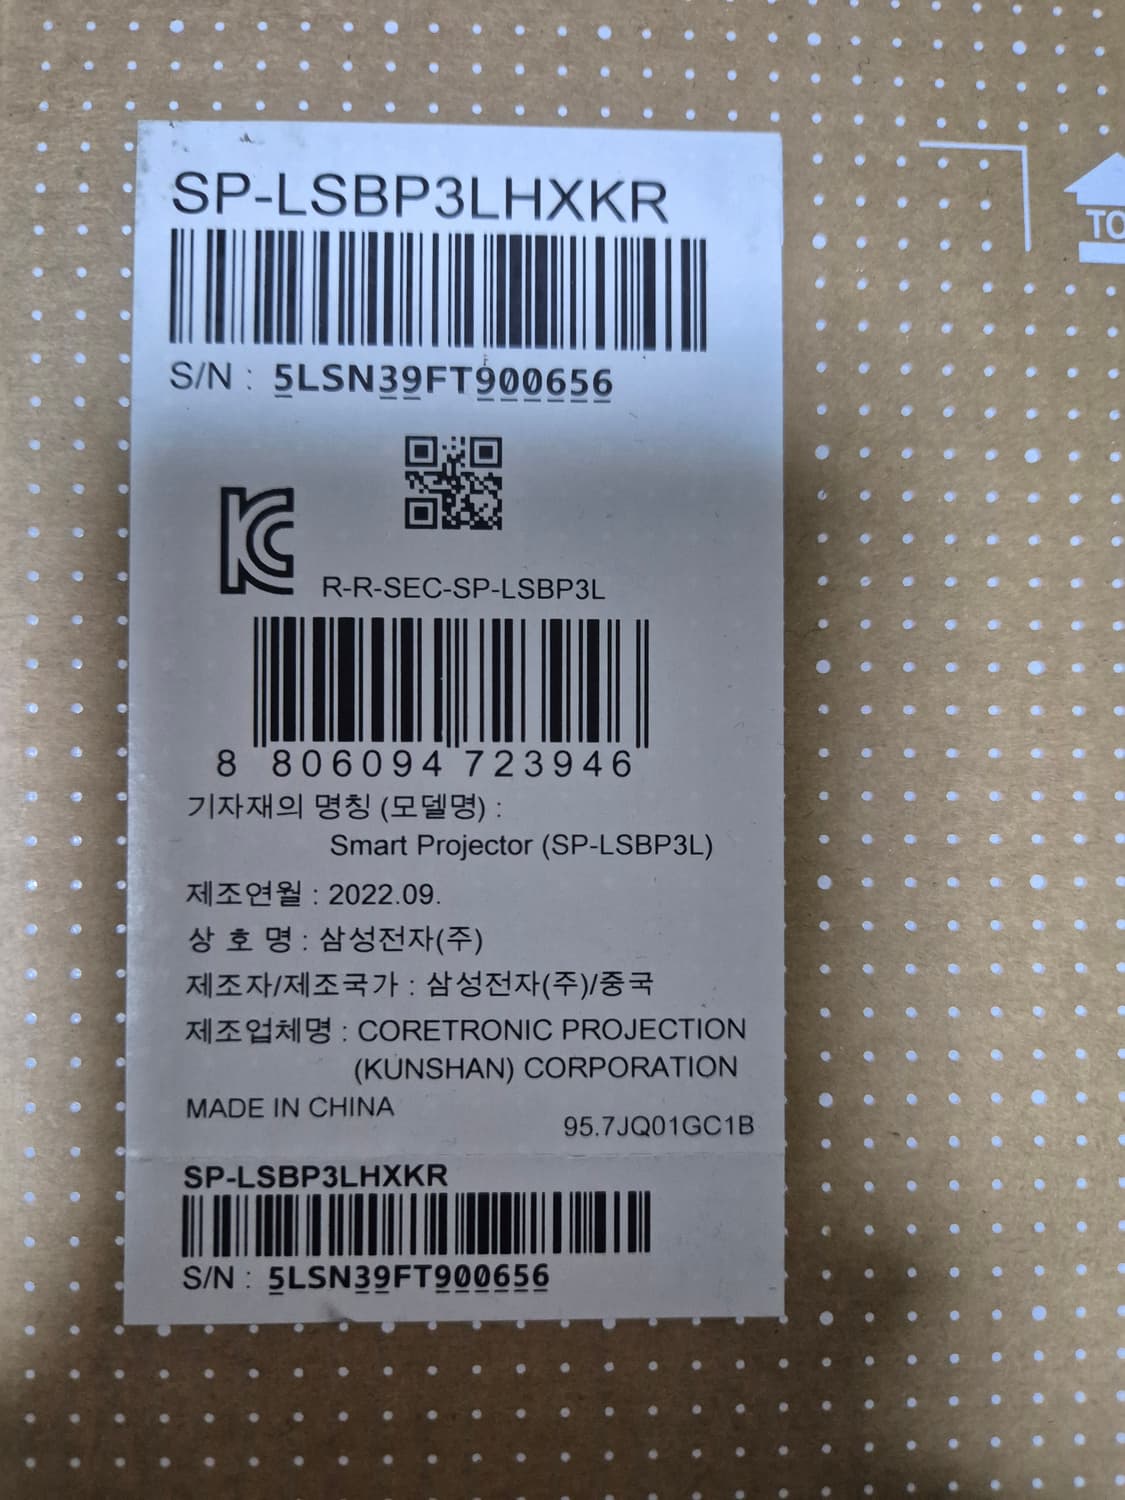 SP-LSBP3LHXKR
S/N : 5LSN39FT900656
R-R-SEC-SP-LSBP3L
8 806094 723946
기자재의 명칭 (모델명) :
Smart Projector (SP-LSBP3L)
제조연월 : 2022.09.
상 호 명 : 삼성전자(주)
제조자/제조국가 : 삼성전자(주)/중국
제조업체명 : CORETRONIC PROJECTION
(KUNSHAN) CORPORATION
MADE IN CHINA
95.7JQ01GC1B
SP-LSBP3LHXKR
S/N : 5LSN39FT900656